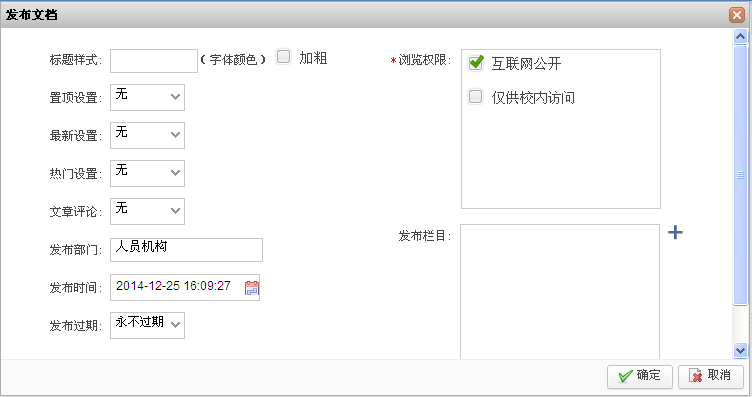 发布文档
标题样式:
(字体颜色)
加粗
置顶设置: 无
最新设置: 无
热门设置: 无
文章评论: 无
发布部门: 人员机构
发布时间: 2014-12-25 16:09:27
发布过期: 永不过期
*浏览权限:
互联网公开
仅供校内访问
发布栏目:
确定
取消